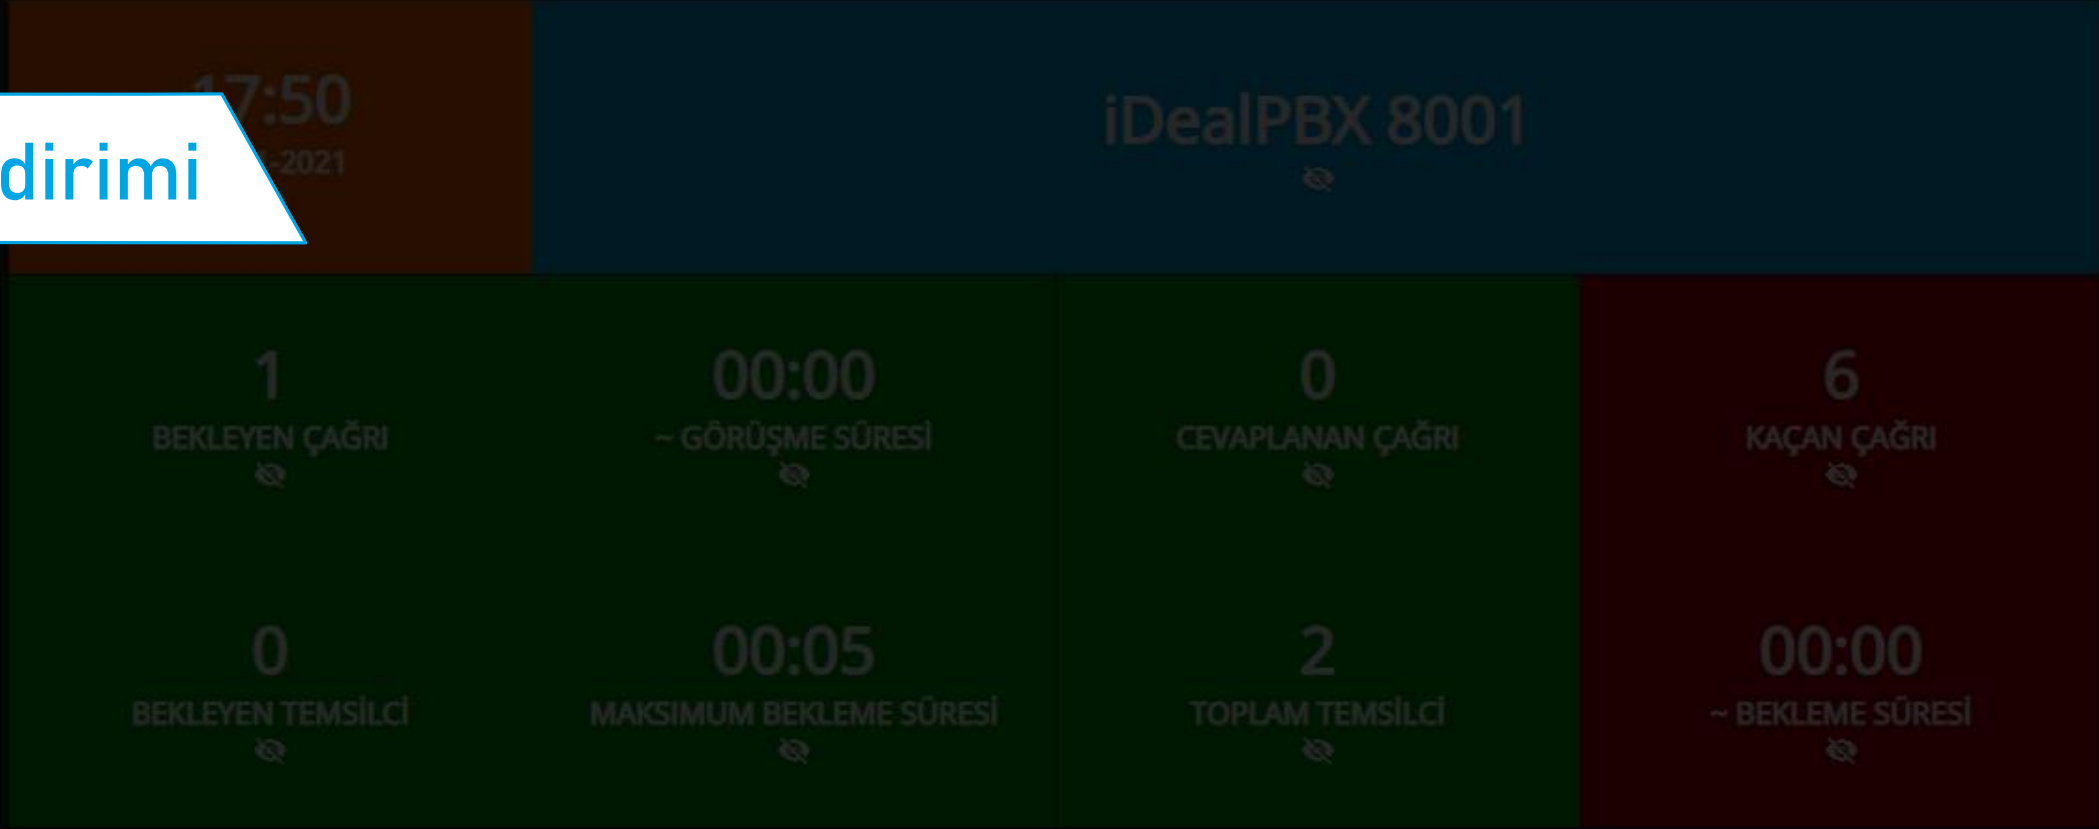 17:50
-2021
dirimi
iDealPBX 8001
1
BEKLEYEN ÇAĞRI
00:00
~ GÖRÜŞME SÜRESİ
0
CEVAPLANAN ÇAĞRI
6
KAÇAN ÇAĞRI
0
BEKLEYEN TEMSİLCİ
00:05
MAKSIMUM BEKLEME SÜRESİ
2
TOPLAM TEMSİLCİ
00:00
~ BEKLEME SÜRESİ